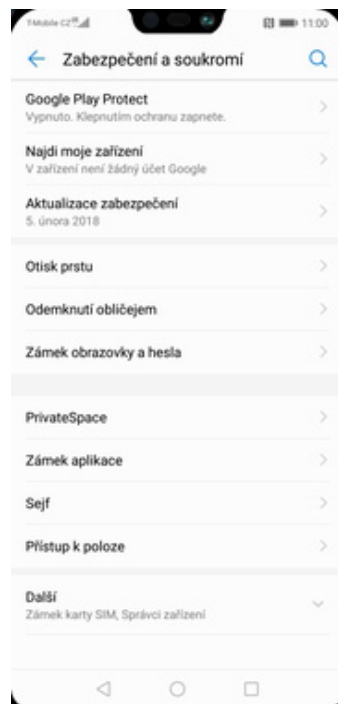 T-Mobile CZ 11:00
Zabezpečení a soukromí
Google Play Protect
Vypnuto. Klepnutím ochranu zapnete.
Najdi moje zařízení
V zařízení není žádný účet Google
Aktualizace zabezpečení
5. února 2018
Otisk prstu
Odemknutí obličejem
Zámek obrazovky a hesla
PrivateSpace
Zámek aplikace
Sejf
Přístup k poloze
Další
Zámek karty SIM, Správci zařízení